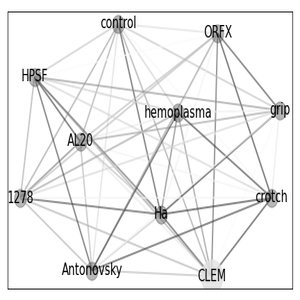 control
ORFX
HPSF
grip
hemoplasma
AL20
1278
crotch
Ha
Antonovsky
CLEM